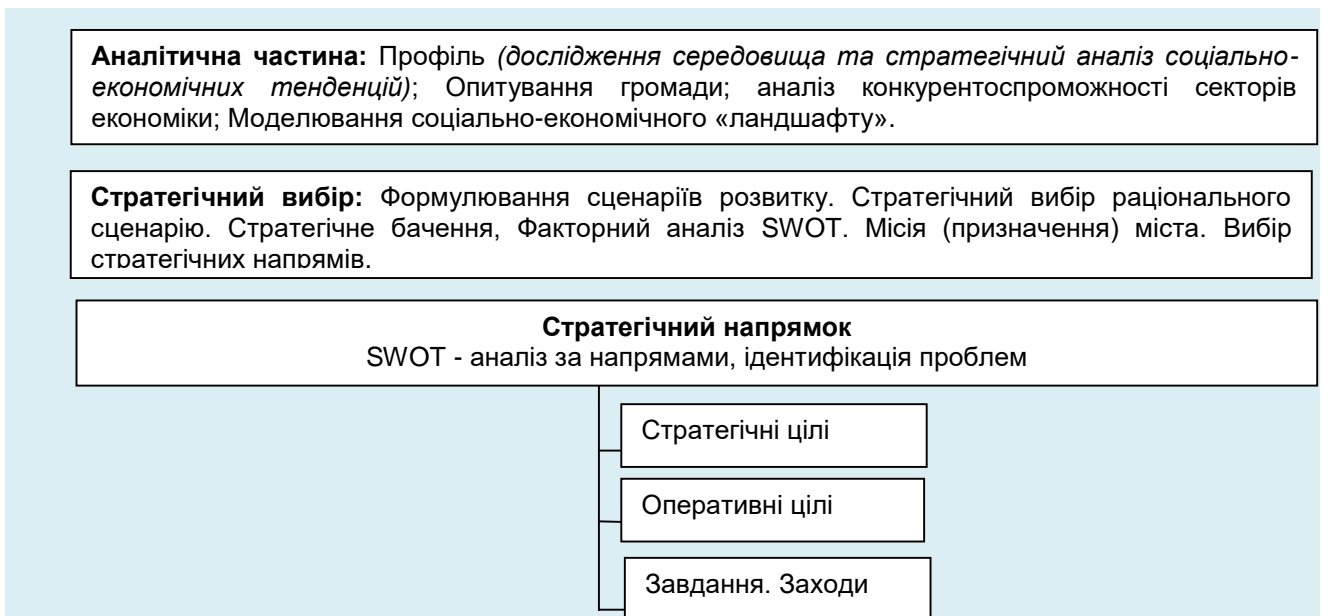 Аналітична частина: Профіль (дослідження середовища та стратегічний аналіз соціально-
економічних тенденцій); Опитування громади; аналіз конкурентоспроможності секторів
економіки; Моделювання соціально-економічного «ландшафту».
Стратегічний вибір: Формулювання сценаріїв розвитку. Стратегічний вибір раціонального
сценарію. Стратегічне бачення, Факторний аналіз SWOT. Місія (призначення) міста. Вибір
стратегічних напрямів.
Стратегічний напрямок
SWOT - аналіз за напрямами, ідентифікація проблем
Стратегічні цілі
Оперативні цілі
Завдання. Заходи